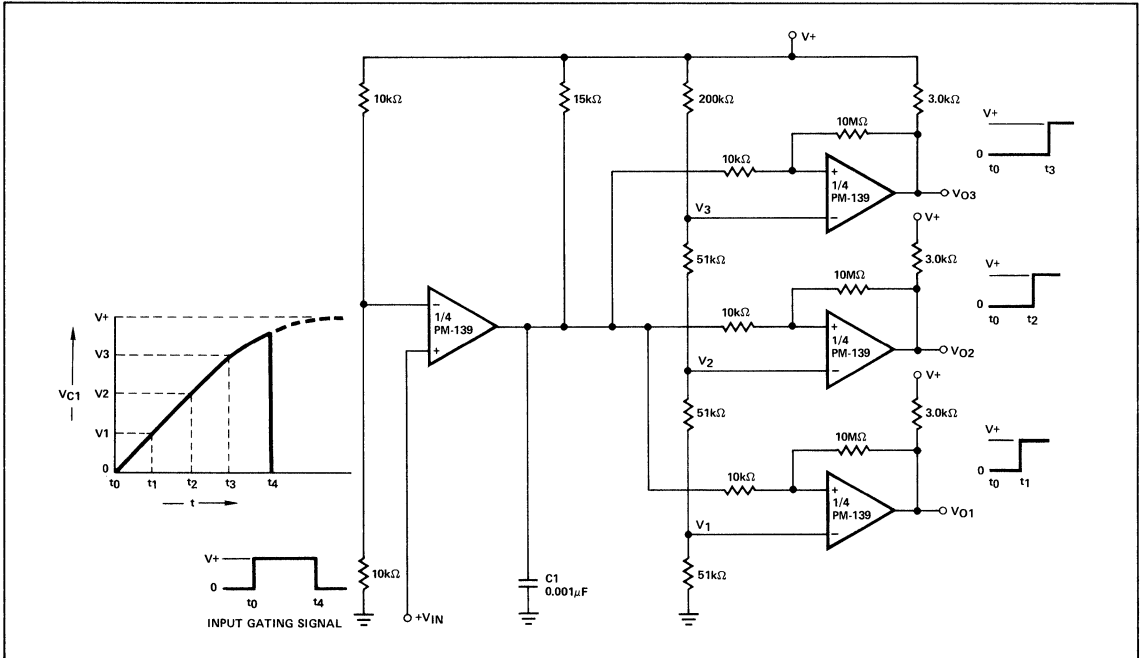 V+
10kΩ
15kΩ
200kΩ
3.0kΩ
10MΩ
10kΩ
+
1/4
PM-139
−
V3
VO3
V+
0
t0 t3
51kΩ
V+
3.0kΩ
10MΩ
10kΩ
+
1/4
PM-139
−
V2
VO2
V+
0
t0 t2
−
1/4
PM-139
+
51kΩ
V+
3.0kΩ
10MΩ
10kΩ
+
1/4
PM-139
−
V1
VO1
V+
0
t0 t1
51kΩ
V+
V3
VC1
V2
V1
0
t0 t1 t2 t3 t4
t
V+
0
t0 t4
INPUT GATING SIGNAL
10kΩ
+VIN
C1
0.001μF